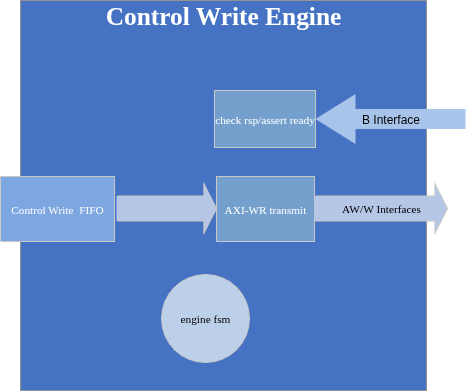 Control Write Engine
check rsp/assert ready
B Interface
Control Write  FIFO
AXI-WR transmit
AW/W Interfaces
engine fsm